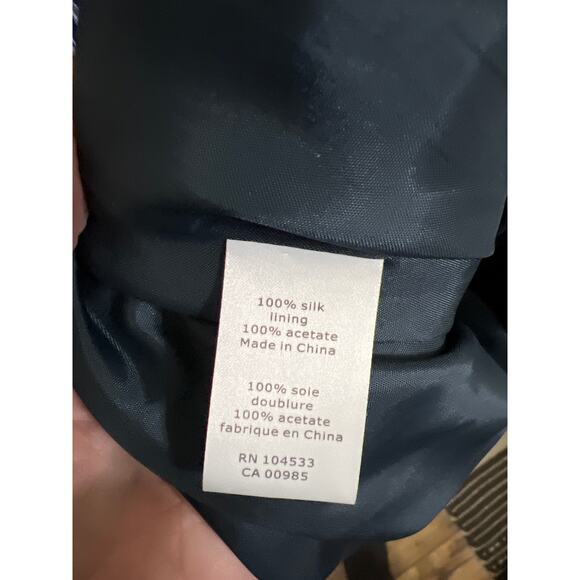 100% silk
lining
100% acetate
Made in China
100% soie
doublure
100% acetate
fabrique en China
RN 104533
CA 00985